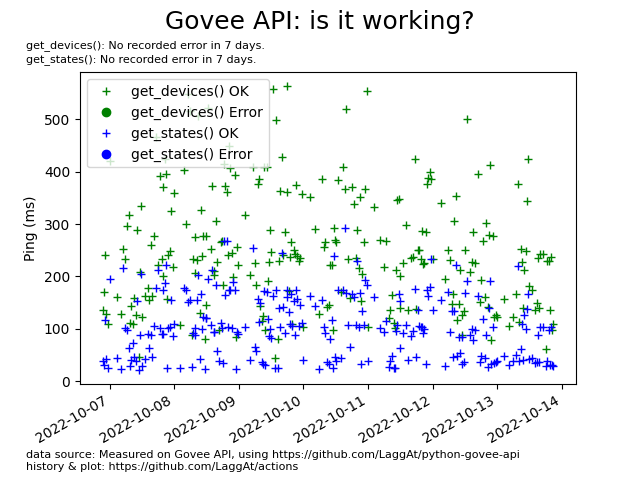 Govee API: is it working?
get_devices(): No recorded error in 7 days.
get_states(): No recorded error in 7 days.
get_devices() OK
get_devices() Error
get_states() OK
get_states() Error
Ping (ms)
500
400
300
200
100
0
2022-10-07
2022-10-08
2022-10-09
2022-10-10
2022-10-11
2022-10-12
2022-10-13
2022-10-14
data source: Measured on Govee API, using https://github.com/LaggAt/python-govee-api
history & plot: https://github.com/LaggAt/actions